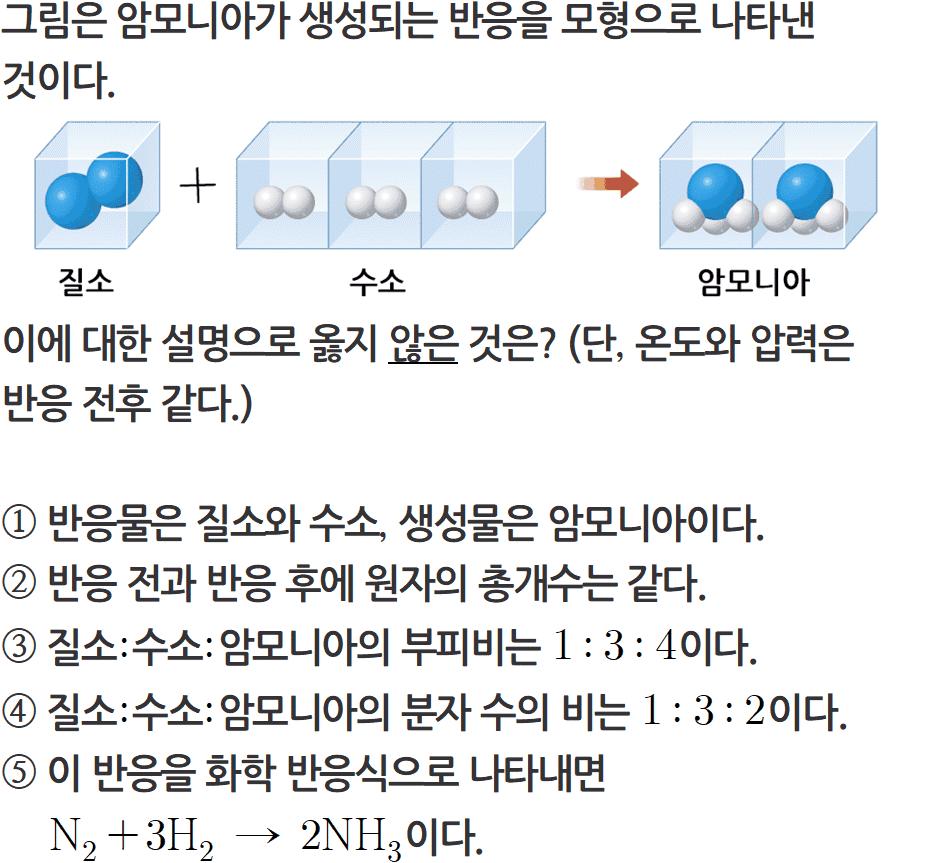 그림은 암모니아가 생성되는 반응을 모형으로 나타낸
것이다.
+
질소 수소 암모니아
이에 대한 설명으로 옳지 않은 것은? (단, 온도와 압력은
반응 전후 같다.)
① 반응물은 질소와 수소, 생성물은 암모니아이다.
② 반응 전과 반응 후에 원자의 총개수는 같다.
③ 질소:수소:암모니아의 부피비는 1 : 3 : 4이다.
④ 질소:수소:암모니아의 분자 수의 비는 1 : 3 : 2이다.
⑤ 이 반응을 화학 반응식으로 나타내면
N₂ + 3H₂ → 2NH₃이다.